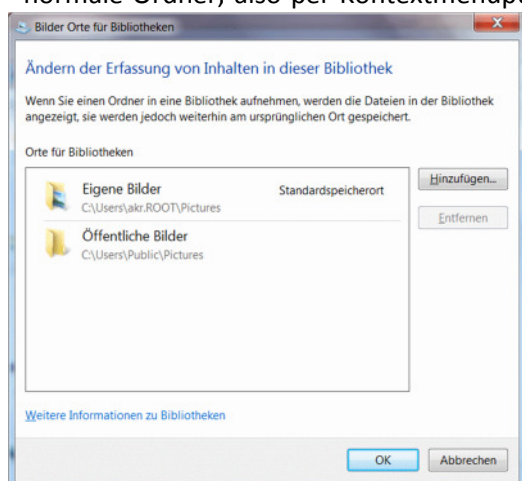 normale Ordner, also per Kontextmenüpu
Bilder Orte für Bibliotheken
Ändern der Erfassung von Inhalten in dieser Bibliothek
Wenn Sie einen Ordner in eine Bibliothek aufnehmen, werden die Dateien in der Bibliothek
angezeigt, sie werden jedoch weiterhin am ursprünglichen Ort gespeichert.
Orte für Bibliotheken
Eigene Bilder Standardspeicherort
C:\Users\akr.ROOT\Pictures
Hinzufügen...
Entfernen
Öffentliche Bilder
C:\Users\Public\Pictures
Weitere Informationen zu Bibliotheken
OK Abbrechen